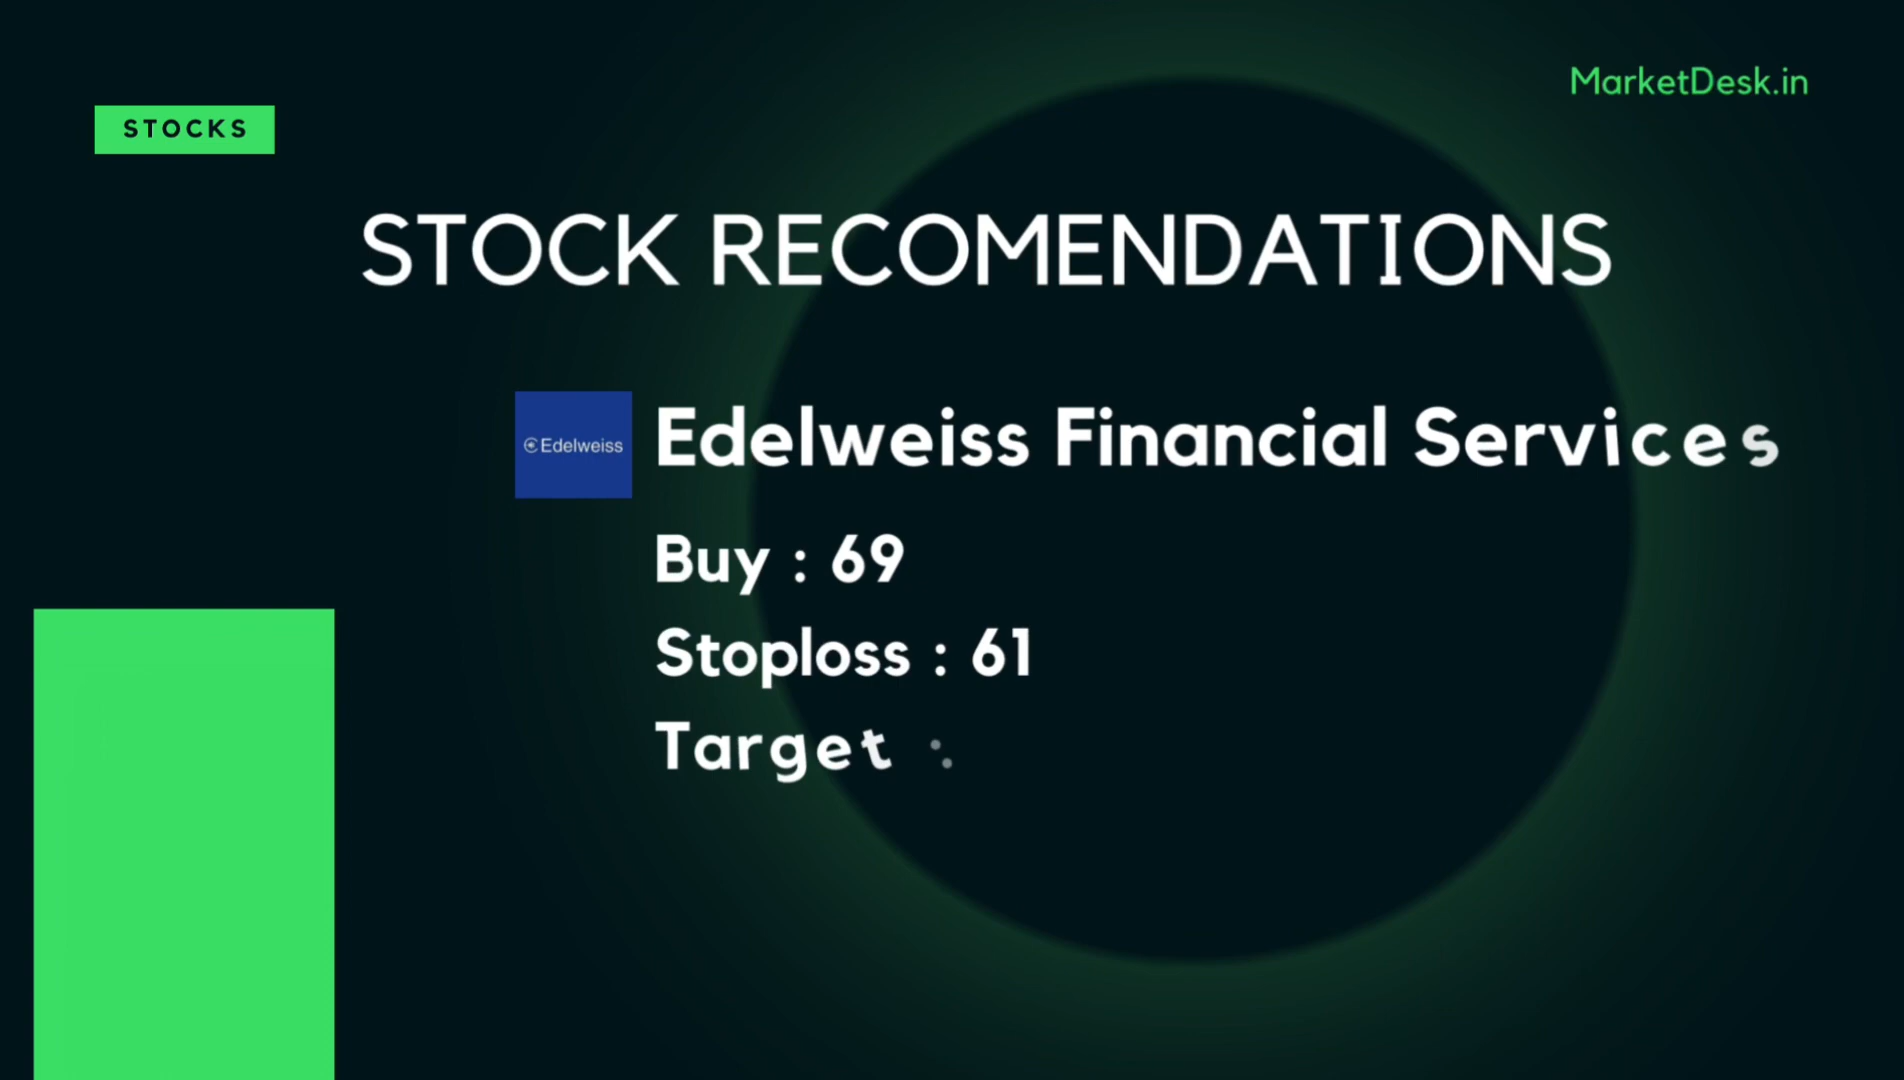 MarketDesk.in
STOCKS
STOCK RECOMENDATIONS
Edelweiss
Edelweiss Financial Services
Buy : 69
Stoploss : 61
Target :